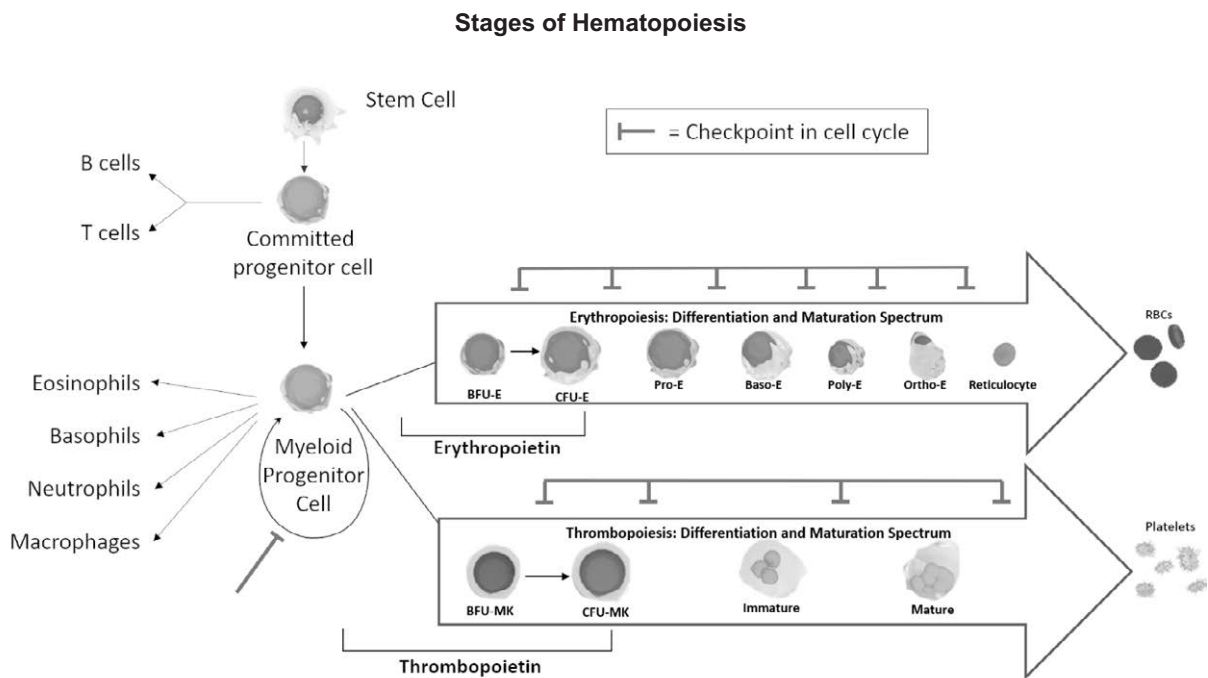 Stages of Hematopoiesis
Stem Cell
= Checkpoint in cell cycle
B cells
T cells
Committed
progenitor cell
Erythropoiesis: Differentiation and Maturation Spectrum
RBCs
BFU-E
CFU-E
Pro-E
Baso-E
Poly-E
Ortho-E
Reticulocyte
Erythropoietin
Eosinophils
Basophils
Neutrophils
Macrophages
Myeloid
Progenitor
Cell
Thrombopoiesis: Differentiation and Maturation Spectrum
Platelets
BFU-MK
CFU-MK
Immature
Mature
Thrombopoietin